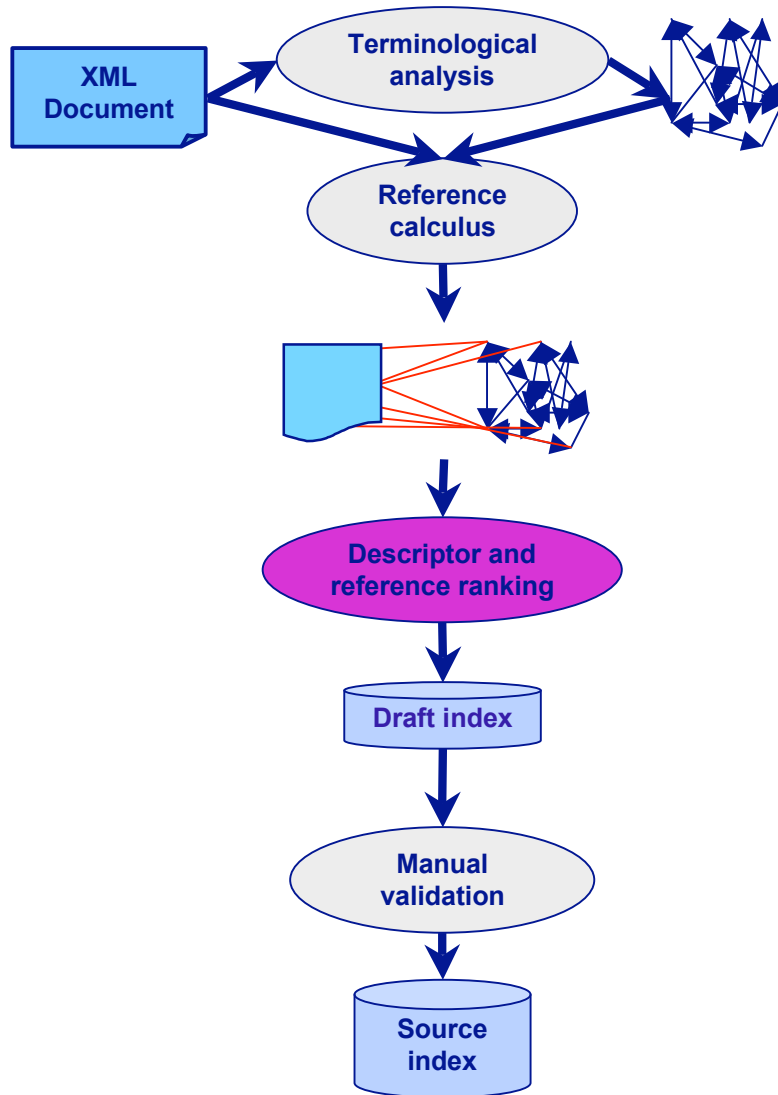 XML
Document
Terminological
analysis
Reference
calculus
Descriptor and
reference ranking
Draft index
Manual
validation
Source
index